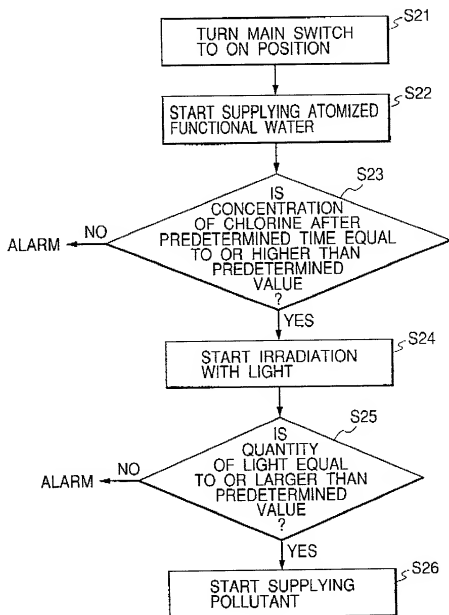 S21
TURN MAIN SWITCH
TO ON POSITION
S22
START SUPPLYING ATOMIZED
FUNCTIONAL WATER
S23
IS
CONCENTRATION
OF CHLORINE AFTER
PREDETERMINED TIME EQUAL
TO OR HIGHER THAN
PREDETERMINED
VALUE
?
NO
ALARM
YES
S24
START IRRADIATION
WITH LIGHT
S25
IS
QUANTITY
OF LIGHT EQUAL
TO OR LARGER THAN
PREDETERMINED
VALUE
?
NO
ALARM
YES
S26
START SUPPLYING
POLLUTANT